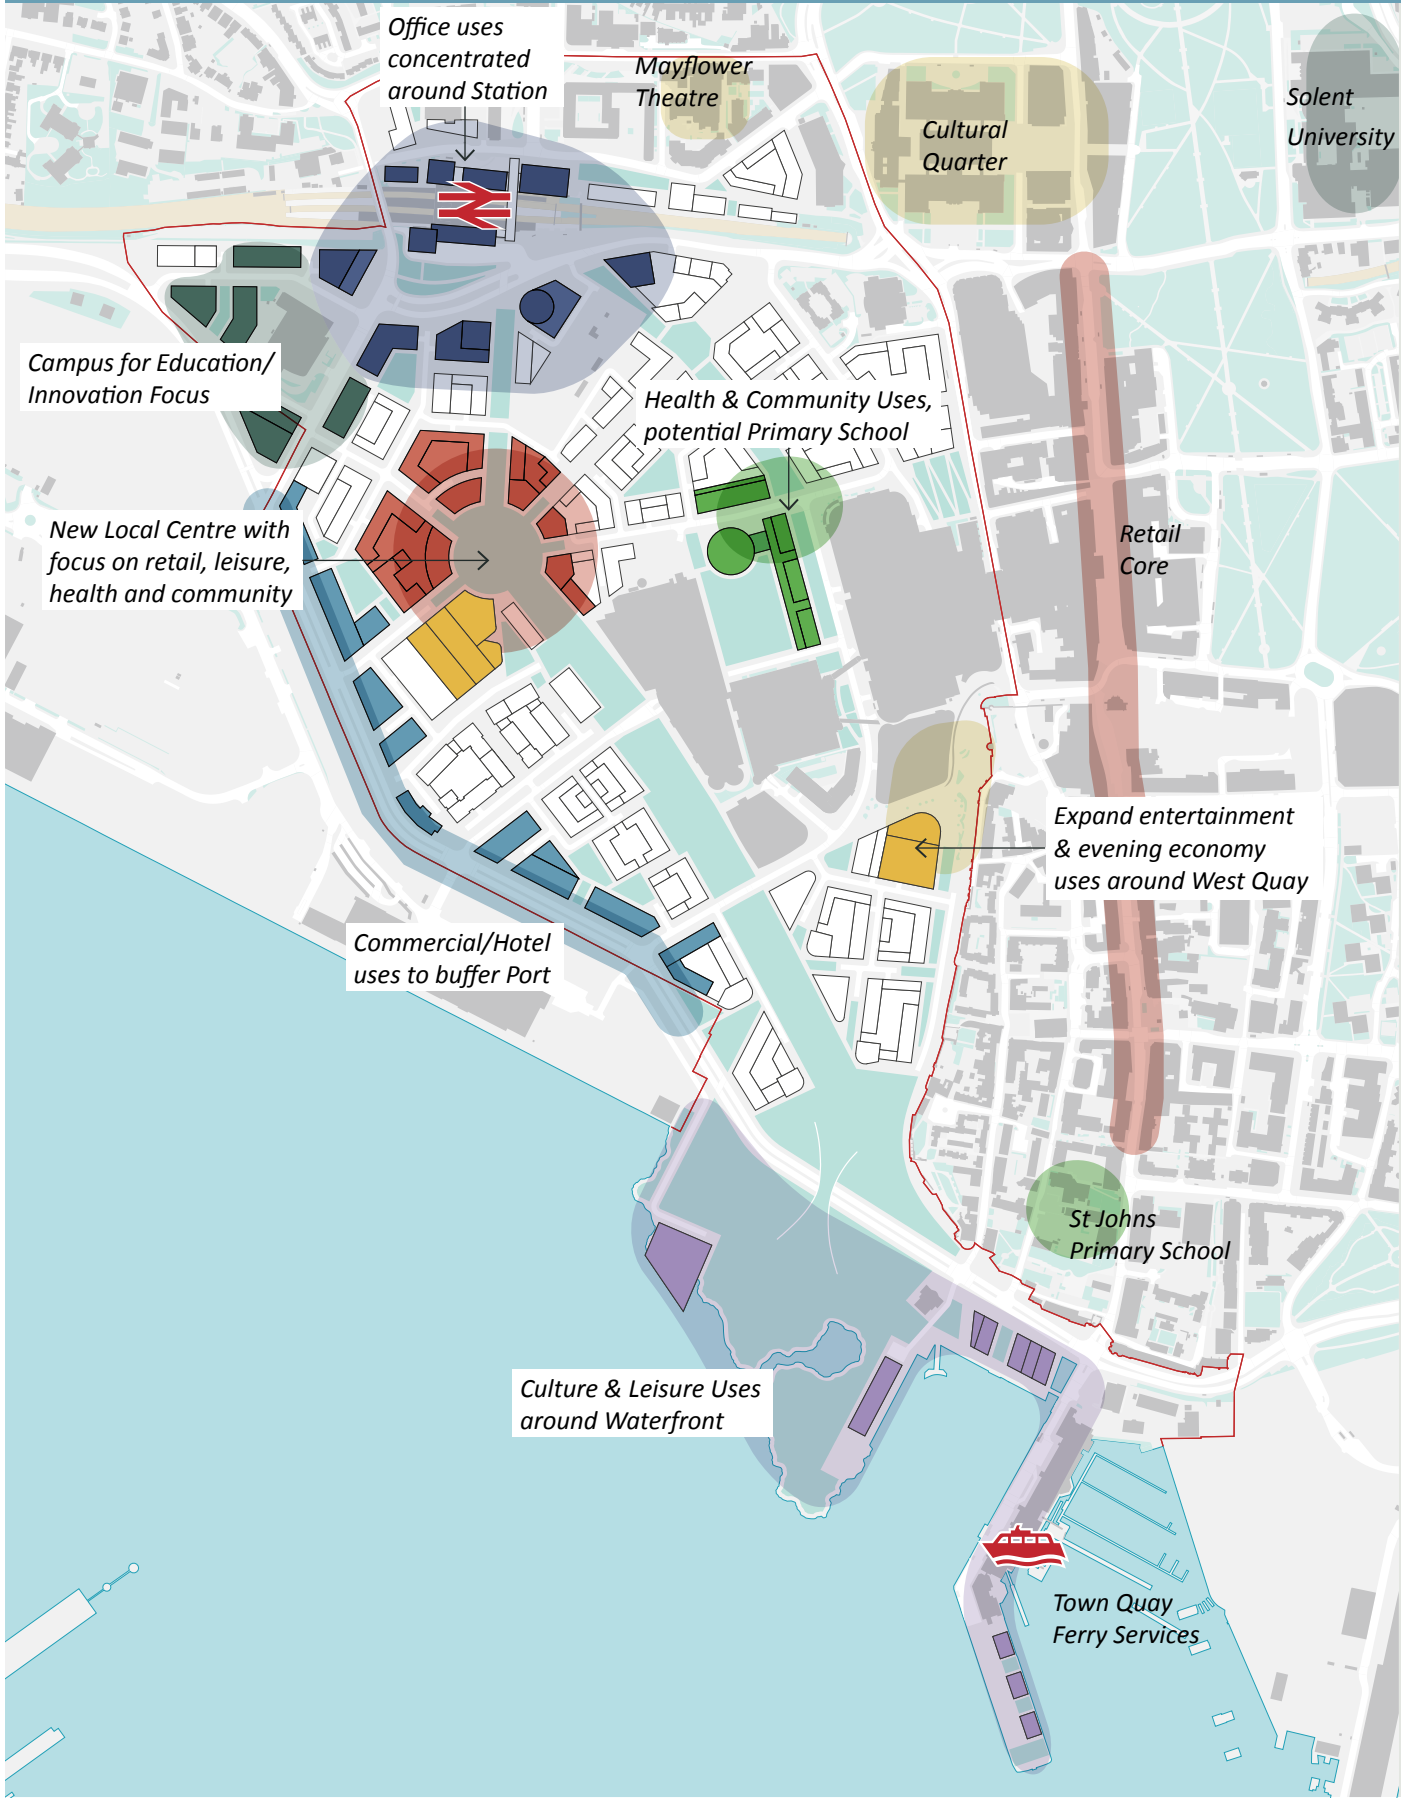 Office uses
concentrated
around Station
Mayflower
Theatre
Cultural
Quarter
Solent
University
Campus for Education/
Innovation Focus
Health & Community Uses,
potential Primary School
New Local Centre with
focus on retail, leisure,
health and community
Retail
Core
Expand entertainment
& evening economy
uses around West Quay
Commercial/Hotel
uses to buffer Port
St Johns
Primary School
Culture & Leisure Uses
around Waterfront
Town Quay
Ferry Services